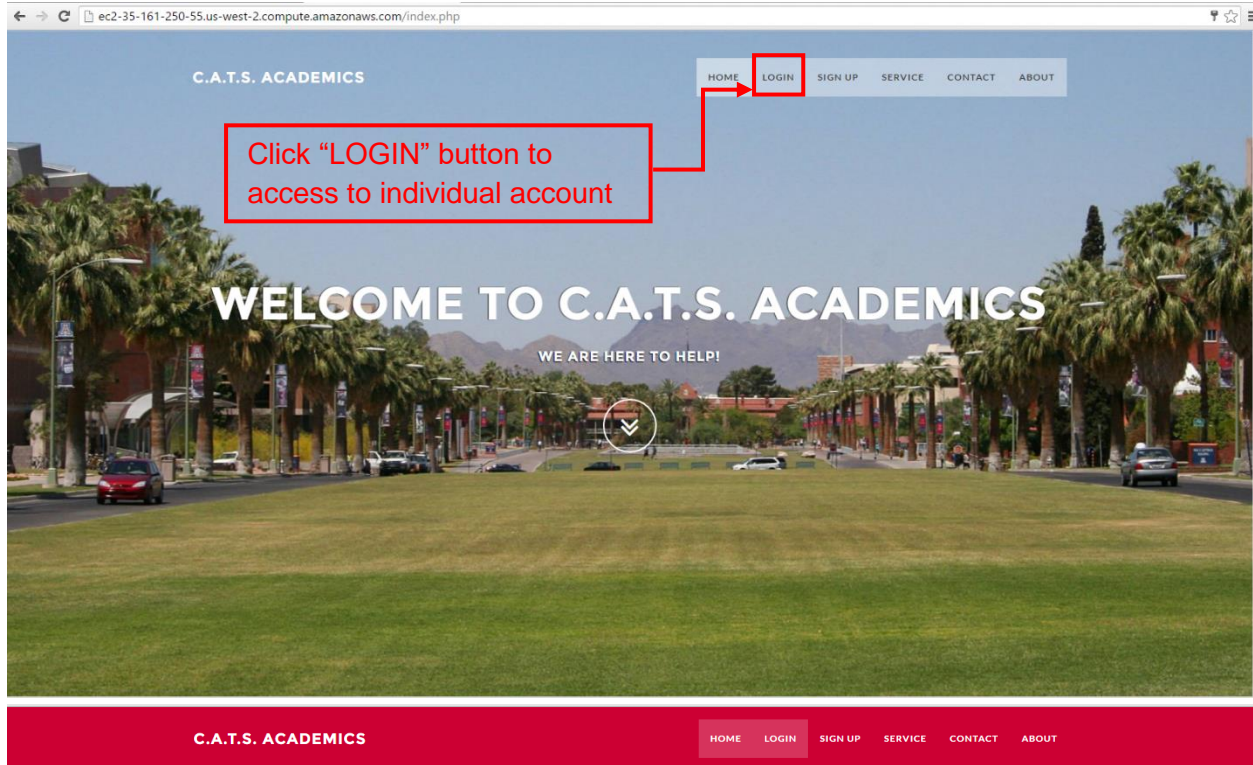 ec2-35-161-250-55.us-west-2.compute.amazonaws.com/index.php
C.A.T.S. ACADEMICS
HOME LOGIN SIGN UP SERVICE CONTACT ABOUT
Click “LOGIN” button to
access to individual account
WELCOME TO C.A.T.S. ACADEMICS
WE ARE HERE TO HELP!
C.A.T.S. ACADEMICS
HOME LOGIN SIGN UP SERVICE CONTACT ABOUT